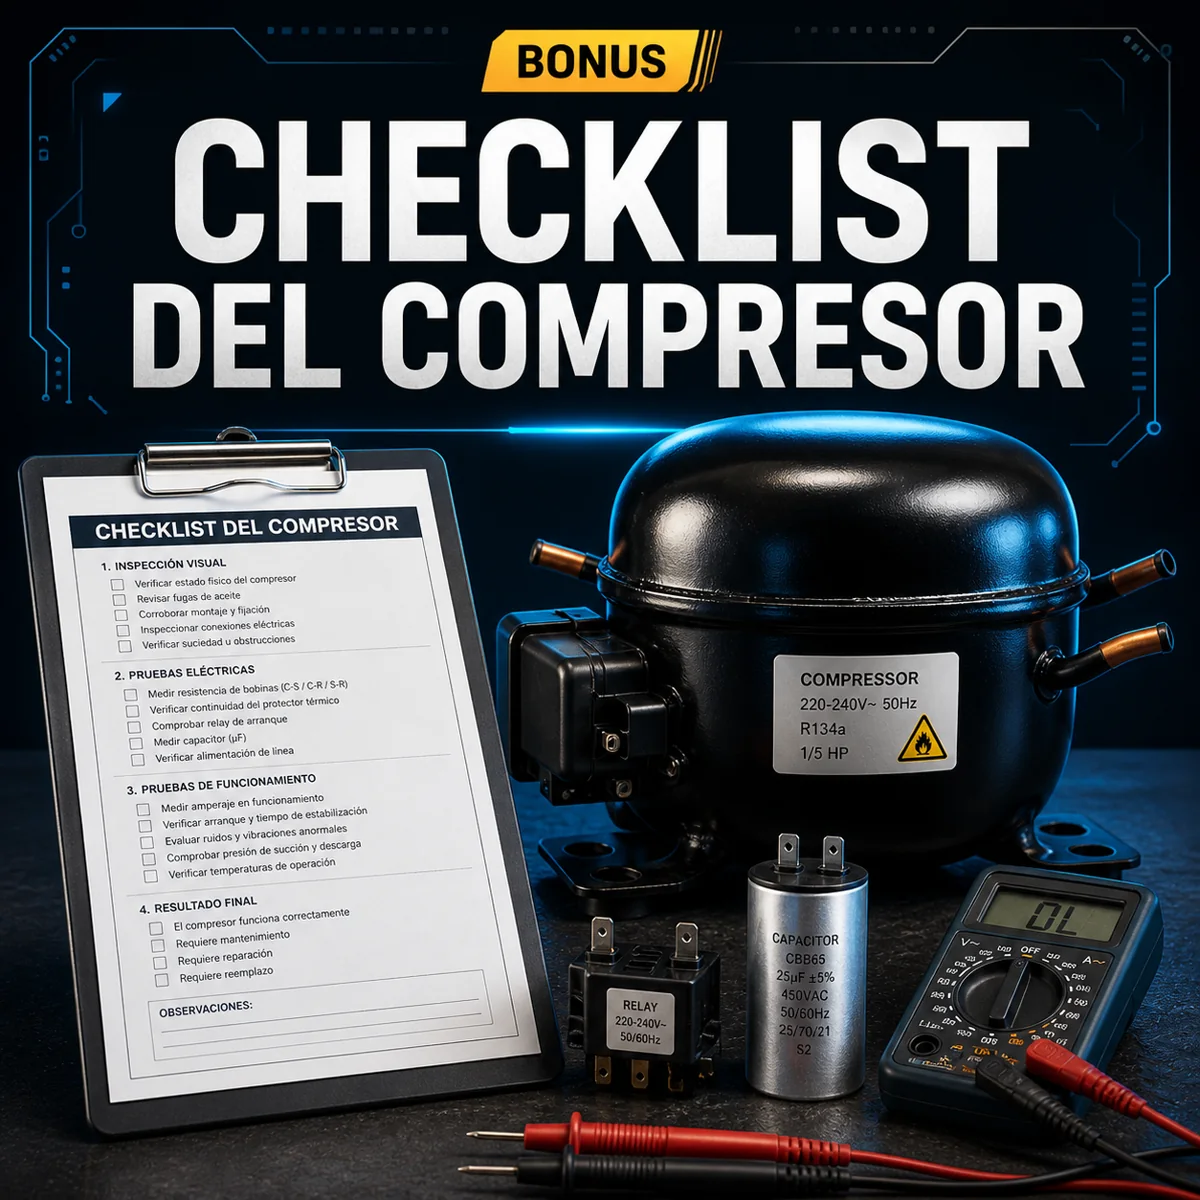 BONUS
CHECKLIST
DEL COMPRESOR
CHECKLIST DEL COMPRESOR
1. INSPECCIÓN VISUAL
Verificar estado físico del compresor
Revisar fugas de aceite
Corroborar montaje y fijación
Inspeccionar conexiones eléctricas
Verificar suciedad u obstrucciones
2. PRUEBAS ELÉCTRICAS
Medir resistencia de bobinas (C-S / C-R / S-R)
Verificar continuidad del protector térmico
Comprobar relay de arranque
Medir capacitor (µF)
Verificar alimentación de linea
3. PRUEBAS DE FUNCIONAMIENTO
Medir amperaje en funcionamiento
Verificar arranque y tiempo de estabilización
Evaluar ruidos y vibraciones anormales
Comprobar presión de succión y descarga
Verificar temperaturas de operación
4. RESULTADO FINAL
El compresor funciona correctamente
Requiere mantenimiento
Requiere reparación
Requiere reemplazo
OBSERVACIONES:
COMPRESSOR
220-240V~ 50Hz
R134a
1/5 HP
RELAY
220-240V~
50/60Hz
CAPACITOR
CBB65
25µF ±5%
450VAC
50/60Hz
25/70/21
S2
OL
V~
OFF
A~